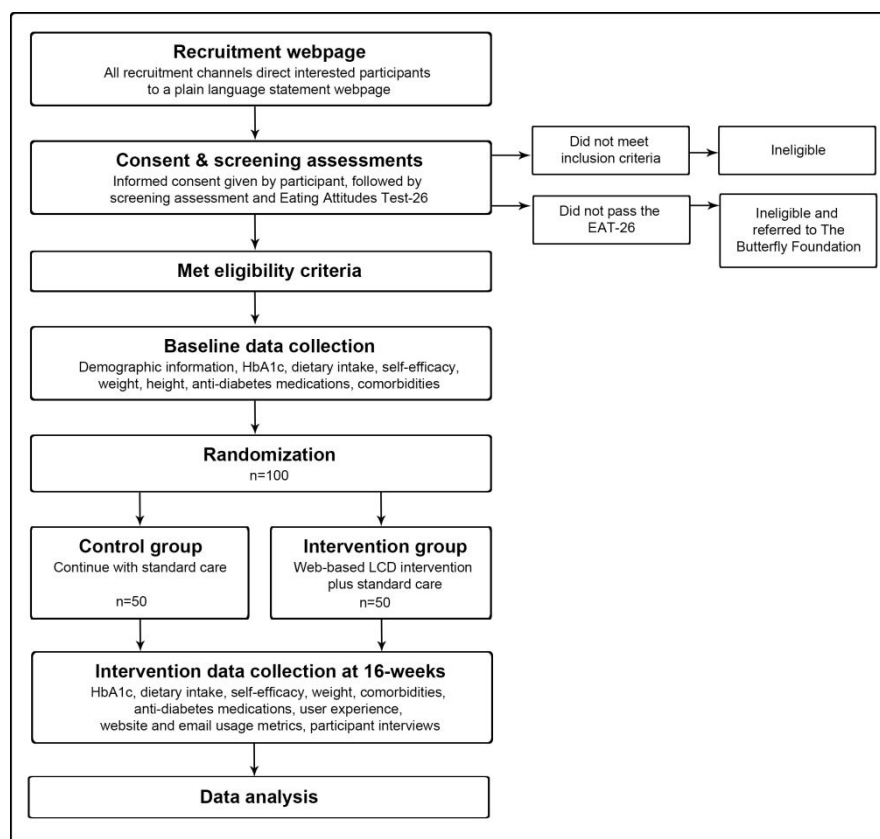 Recruitment webpage
All recruitment channels direct interested participants
to a plain language statement webpage
Consent & screening assessments
Informed consent given by participant, followed by
screening assessment and Eating Attitudes Test-26
Did not meet
inclusion criteria
Ineligible
Did not pass the
EAT-26
Ineligible and
referred to The
Butterfly Foundation
Met eligibility criteria
Baseline data collection
Demographic information, HbA1c, dietary intake, self-efficacy,
weight, height, anti-diabetes medications, comorbidities
Randomization
n=100
Control group
Continue with standard care
n=50
Intervention group
Web-based LCD intervention
plus standard care
n=50
Intervention data collection at 16-weeks
HbA1c, dietary intake, self-efficacy, weight, comorbidities,
anti-diabetes medications, user experience,
website and email usage metrics, participant interviews
Data analysis